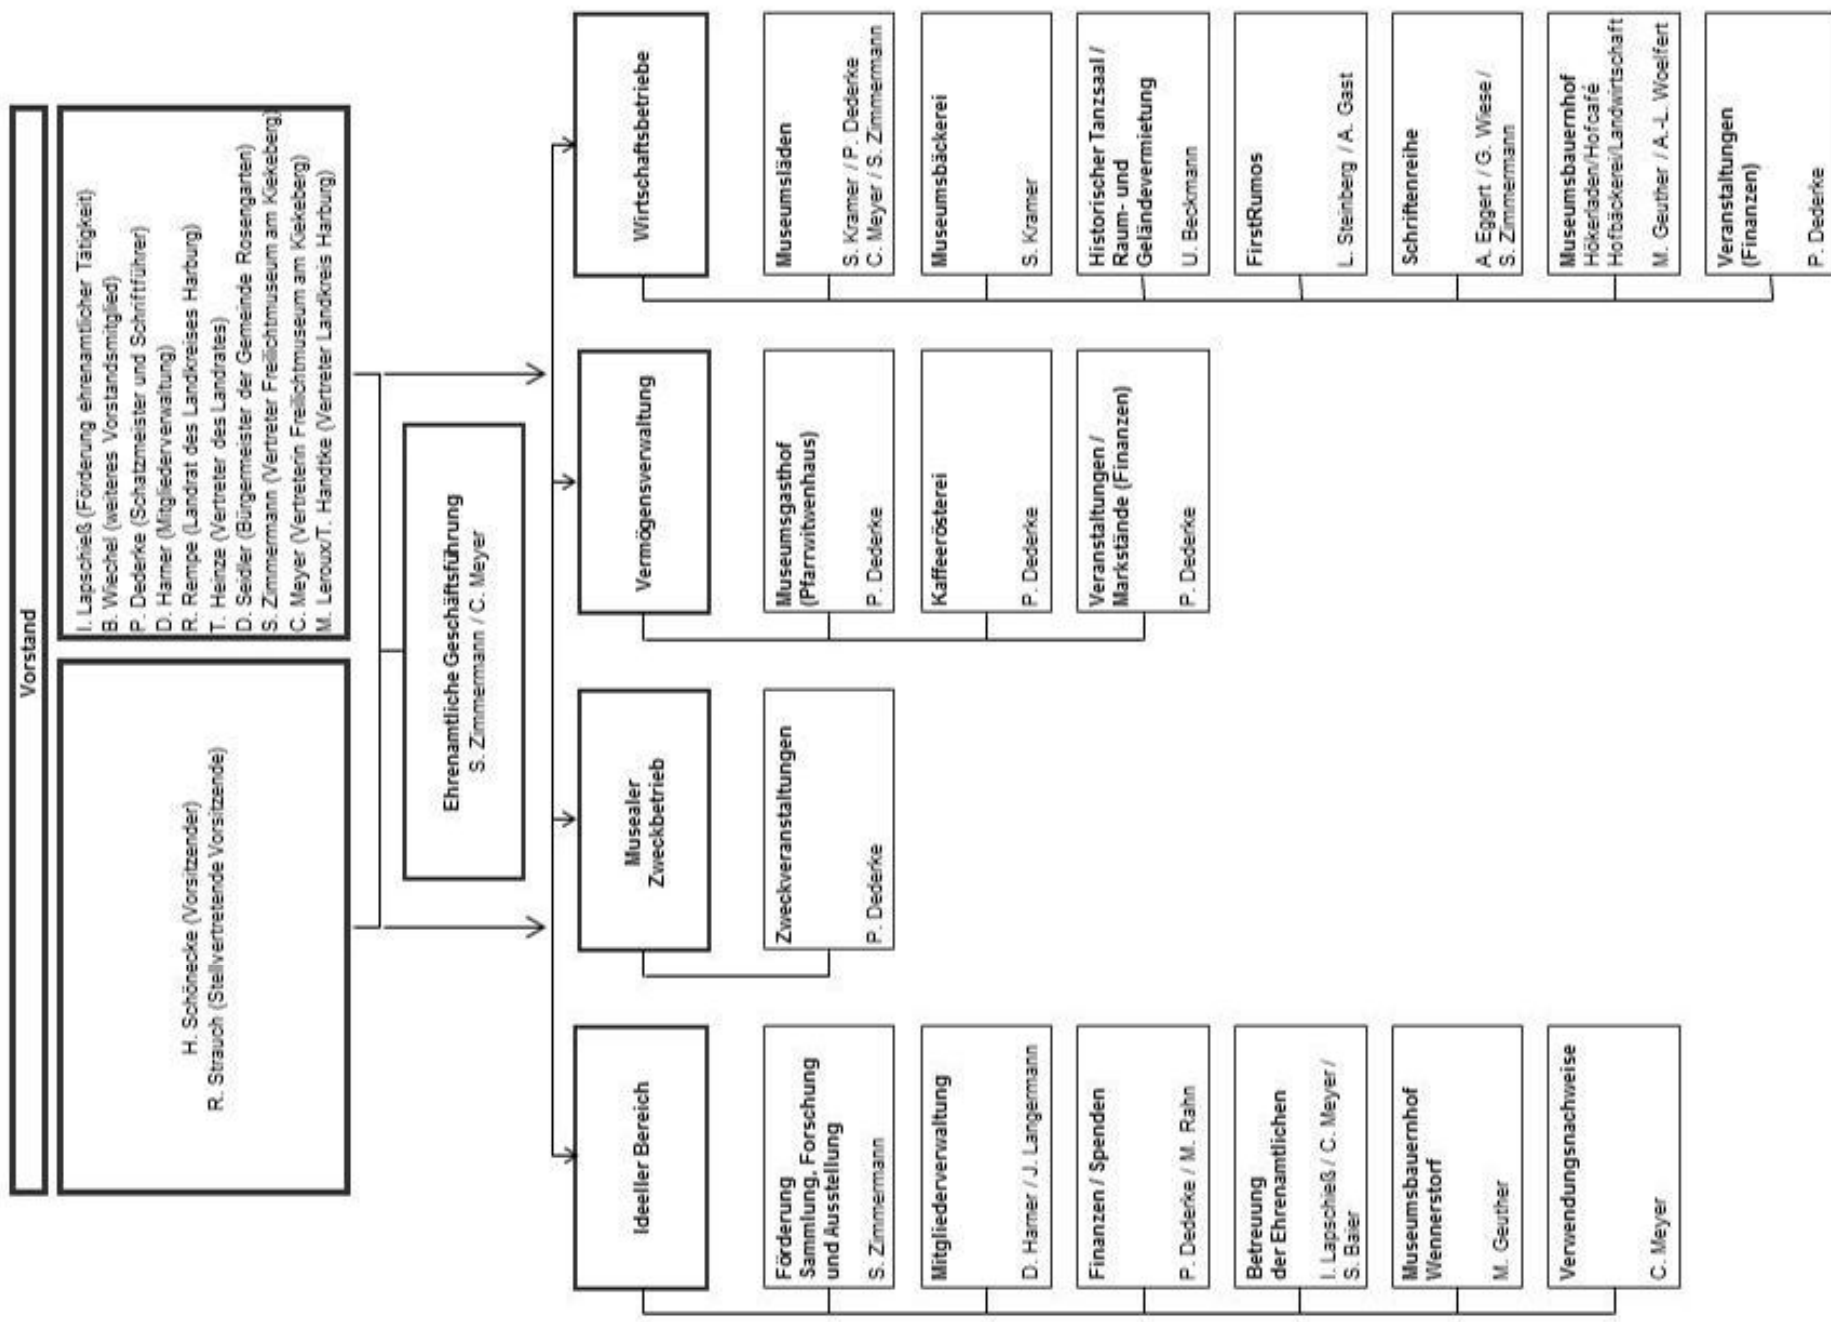 Vorstand
H. Schönecke (Vorsitzender)
R. Strauch (Stellvertretende Vorsitzende)
I. Lapschieß (Förderung ehrenamtlicher Tätigkeit)
B. Wiechel (weiteres Vorstandsmitglied)
P. Dederke (Schatzmeister und Schriftführer)
D. Hamer (Mitgliederverwaltung)
R. Rempe (Landrat des Landkreises Harburg)
T. Heinze (Vertreter des Landrates)
D. Seidler (Bürgermeister der Gemeinde Rosengarten)
S. Zimmermann (Vertreter Freilichtmuseum am Kiekeberg)
C. Meyer (Vertreterin Freilichtmuseum am Kiekeberg)
M. Leroux/T. Handtke (Vertreter Landkreis Harburg)
Ehrenamtliche Geschäftsführung
S. Zimmermann / C. Meyer
Ideeller Bereich
Förderung
Sammlung, Forschung
und Ausstellung
S. Zimmermann
Mitgliederverwaltung
D. Hamer / J. Langermann
Finanzen / Spenden
P. Dederke / M. Rahn
Betreuung
der Ehrenamtlichen
I. Lapschieß / C. Meyer /
S. Baier
Museumsbauernhof
Wennerstorf
M. Geuther
Verwendungsnachweise
C. Meyer
Musealer
Zweckbetrieb
Zweckveranstaltungen
P. Dederke
Vermögensverwaltung
Museumsgasthof
(Pfarrwitwenhaus)
P. Dederke
Kaffeerösterei
P. Dederke
Veranstaltungen /
Markstände (Finanzen)
P. Dederke
Wirtschaftsbetriebe
Museumsläden
S. Kramer / P. Dederke
C. Meyer / S. Zimmermann
Museumsbäckerei
S. Kramer
Historischer Tanzsaal /
Raum- und
Geländevermietung
U. Beckmann
FirstRumos
L. Steinberg / A. Gast
Schriftenreihe
A. Eggert / G. Wiese /
S. Zimmermann
Museumsbauernhof
Hökerladen/Hofcafé
Hofbäckerei/Landwirtschaft
M. Geuther / A.-L. Woelfert
Veranstaltungen
(Finanzen)
P. Dederke